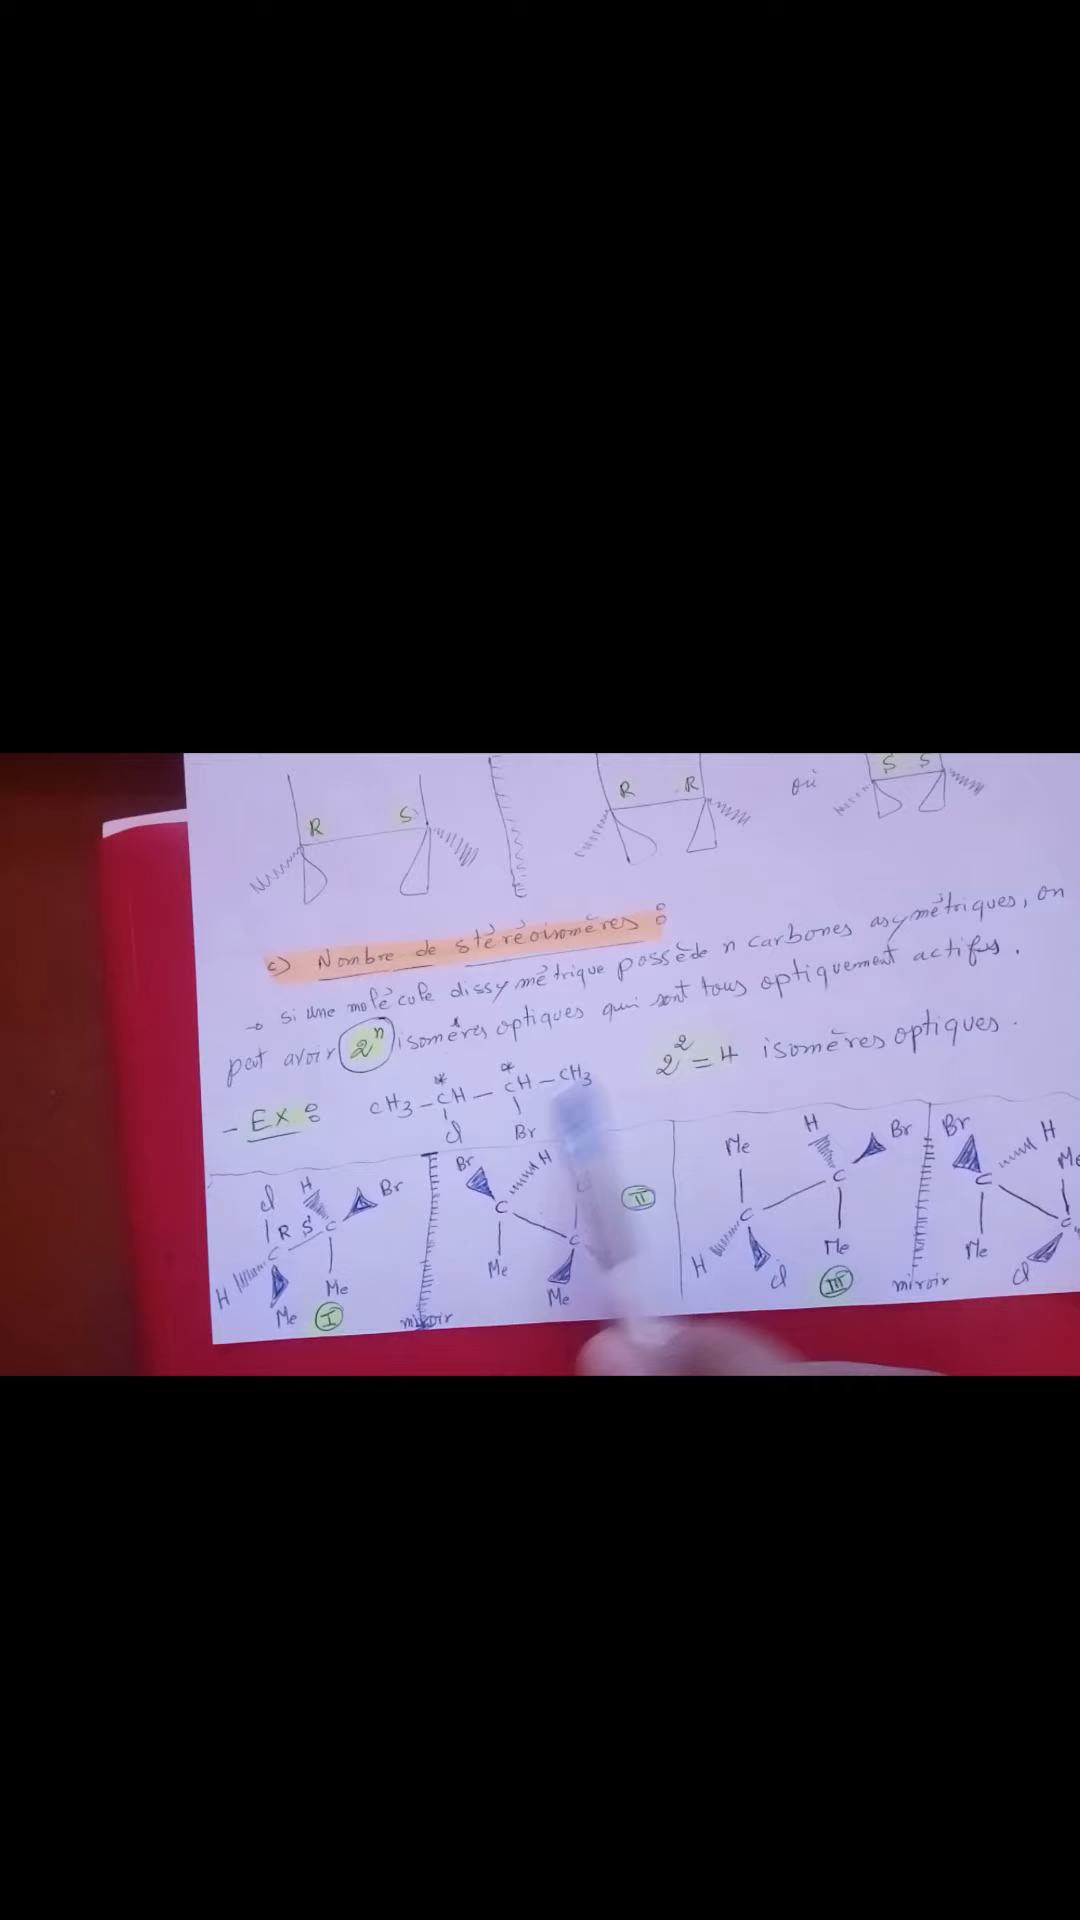 R S R R où S S
c) Nombre de stéréoisomères :
→ si une molécule dissymétrique possède n carbones asymétriques, on
peut avoir 2ⁿ isomères optiques qui sont tous optiquement actifs.
- Ex : CH3 - *CH - *CH - CH3 2² = 4 isomères optiques.
Cl Br
Cl H Br Br H II Me H Br Br H Me
R S C C C C
C C C C
H Me Me I miroir Me Me H Cl Me III miroir Me Cl